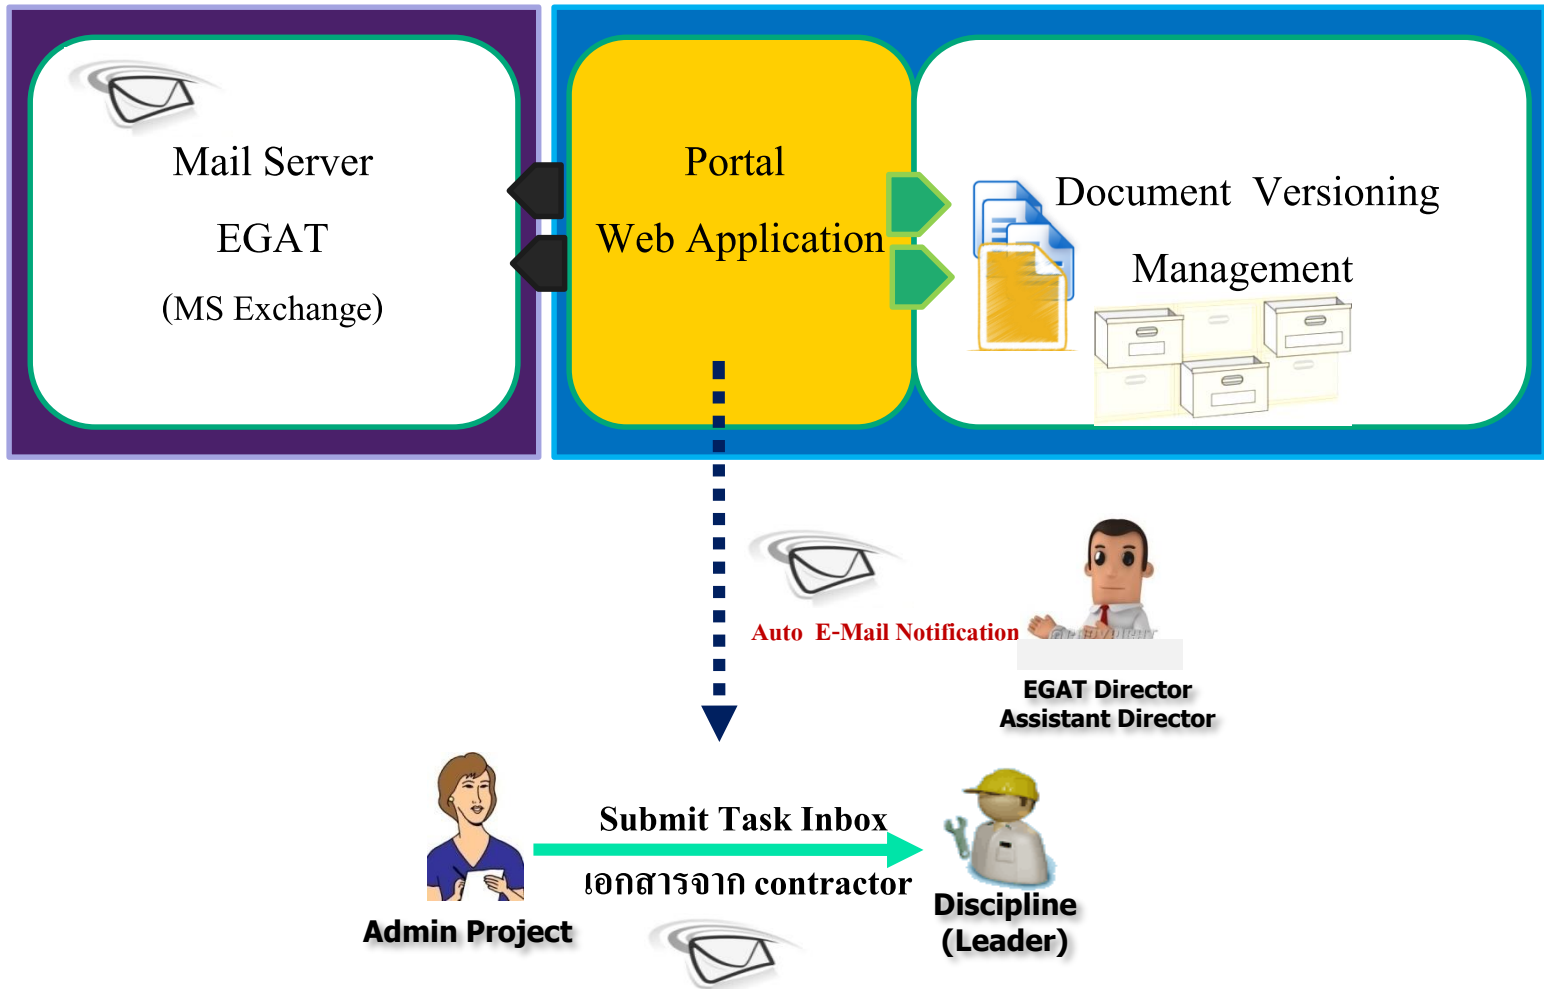 Mail Server
EGAT
(MS Exchange)
Portal
Web Application
Document Versioning
Management
Auto E-Mail Notification
EGAT Director
Assistant Director
Submit Task Inbox
เอกสารจาก contractor
Admin Project
Discipline
(Leader)